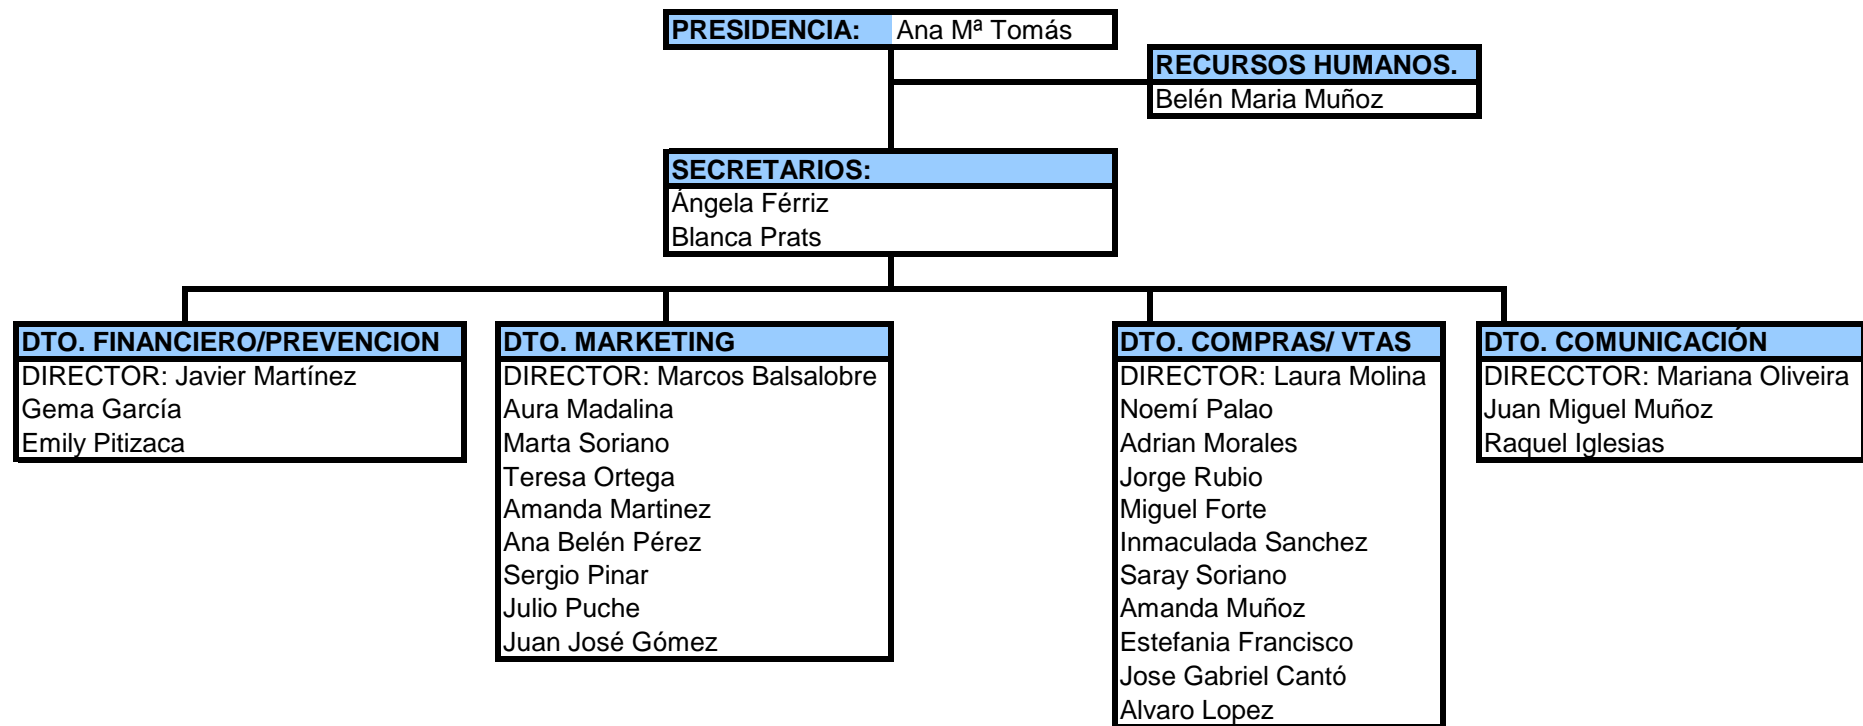 PRESIDENCIA: Ana Mª Tomás
RECURSOS HUMANOS.
Belén Maria Muñoz
SECRETARIOS:
Ángela Férriz
Blanca Prats
DTO. FINANCIERO/PREVENCION
DIRECTOR: Javier Martínez
Gema García
Emily Pitizaca
DTO. MARKETING
DIRECTOR: Marcos Balsalobre
Aura Madalina
Marta Soriano
Teresa Ortega
Amanda Martinez
Ana Belén Pérez
Sergio Pinar
Julio Puche
Juan José Gómez
DTO. COMPRAS/ VTAS
DIRECTOR: Laura Molina
Noemí Palao
Adrian Morales
Jorge Rubio
Miguel Forte
Inmaculada Sanchez
Saray Soriano
Amanda Muñoz
Estefania Francisco
Jose Gabriel Cantó
Alvaro Lopez
DTO. COMUNICACIÓN
DIRECCTOR: Mariana Oliveira
Juan Miguel Muñoz
Raquel Iglesias